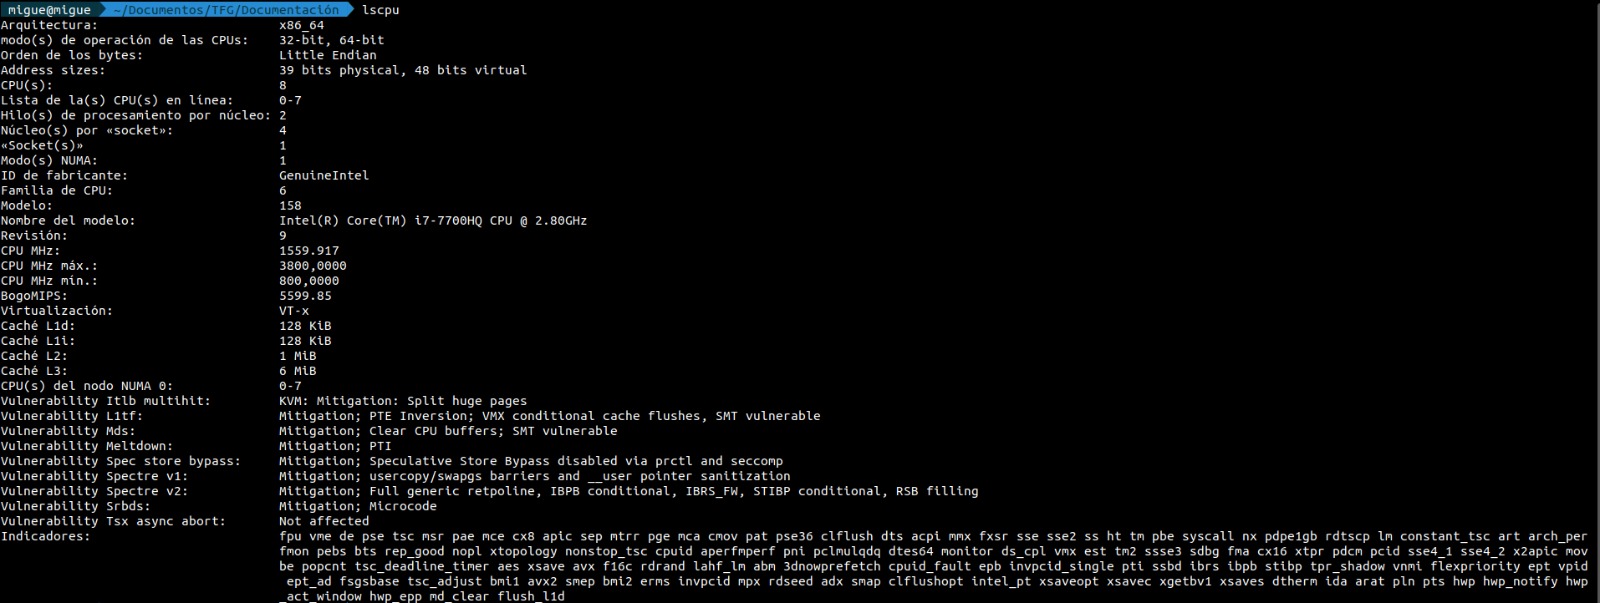 migue@migue ~/Documentos/TFG/Documentación lscpu
Arquitectura: x86_64
modo(s) de operación de las CPUs: 32-bit, 64-bit
Orden de los bytes: Little Endian
Address sizes: 39 bits physical, 48 bits virtual
CPU(s): 8
Lista de la(s) CPU(s) en línea: 0-7
Hilo(s) de procesamiento por núcleo: 2
Núcleo(s) por «socket»: 4
«Socket(s)» 1
Modo(s) NUMA: 1
ID de fabricante: GenuineIntel
Familia de CPU: 6
Modelo: 158
Nombre del modelo: Intel(R) Core(TM) i7-7700HQ CPU @ 2.80GHz
Revisión: 9
CPU MHz: 1559.917
CPU MHz máx.: 3800,0000
CPU MHz mín.: 800,0000
BogoMIPS: 5599.85
Virtualización: VT-x
Caché L1d: 128 KiB
Caché L1i: 128 KiB
Caché L2: 1 MiB
Caché L3: 6 MiB
CPU(s) del nodo NUMA 0: 0-7
Vulnerability Itlb multihit: KVM: Mitigation: Split huge pages
Vulnerability L1tf: Mitigation; PTE Inversion; VMX conditional cache flushes, SMT vulnerable
Vulnerability Mds: Mitigation; Clear CPU buffers; SMT vulnerable
Vulnerability Meltdown: Mitigation; PTI
Vulnerability Spec store bypass: Mitigation; Speculative Store Bypass disabled via prctl and seccomp
Vulnerability Spectre v1: Mitigation; usercopy/swapgs barriers and __user pointer sanitization
Vulnerability Spectre v2: Mitigation; Full generic retpoline, IBPB conditional, IBRS_FW, STIBP conditional, RSB filling
Vulnerability Srbds: Mitigation; Microcode
Vulnerability Tsx async abort: Not affected
Indicadores: fpu vme de pse tsc msr pae mce cx8 apic sep mtrr pge mca cmov pat pse36 clflush dts acpi mmx fxsr sse sse2 ss ht tm pbe syscall nx pdpe1gb rdtscp lm constant_tsc art arch_per
fmon pebs bts rep_good nopl xtopology nonstop_tsc cpuid aperfmperf pni pclmulqdq dtes64 monitor ds_cpl vmx est tm2 ssse3 sdbg fma cx16 xtpr pdcm pcid sse4_1 sse4_2 x2apic mov
be popcnt tsc_deadline_timer aes xsave avx f16c rdrand lahf_lm abm 3dnowprefetch cpuid_fault epb invpcid_single pti ssbd ibrs ibpb stibp tpr_shadow vnmi flexpriority ept vpid
ept_ad fsgsbase tsc_adjust bmi1 avx2 smep bmi2 erms invpcid mpx rdseed adx smap clflushopt intel_pt xsaveopt xsavec xgetbv1 xsaves dtherm ida arat pln pts hwp hwp_notify hwp
_act_window hwp_epp md_clear flush_l1d